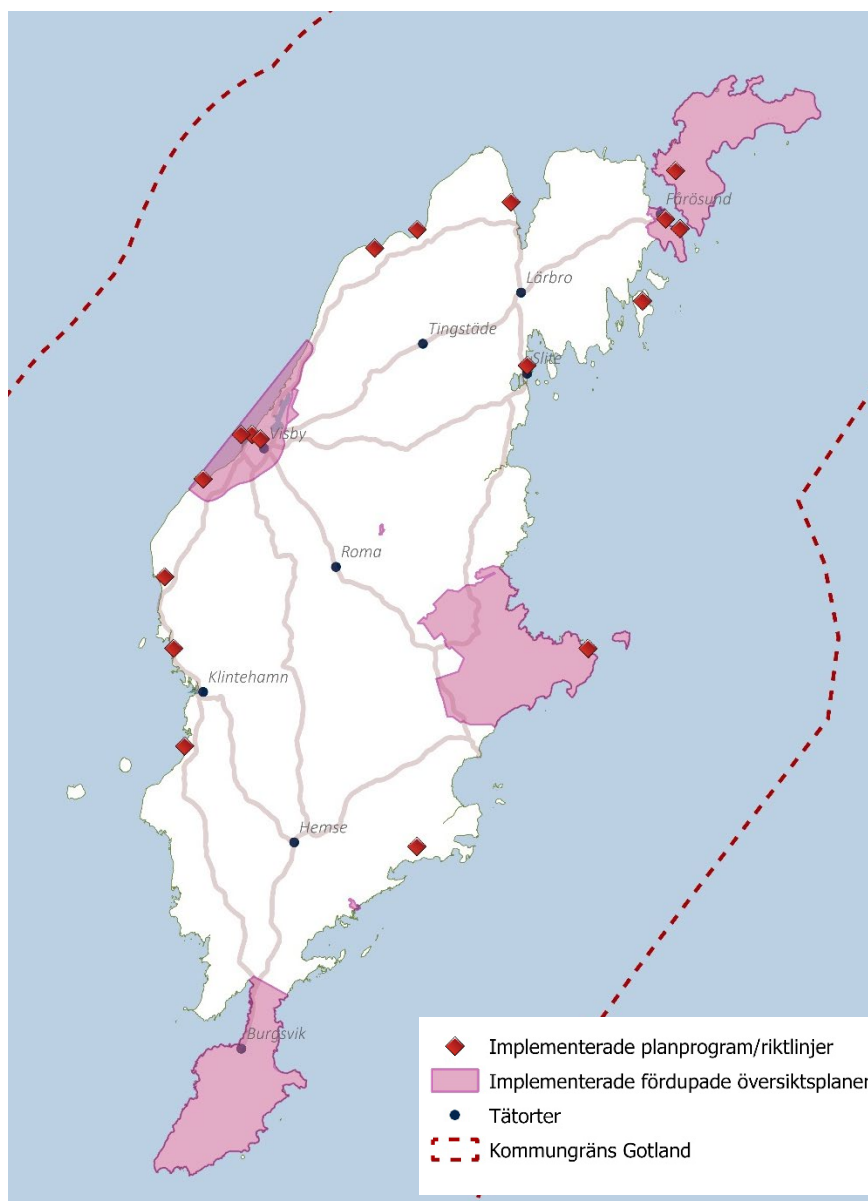 Fårösund
Lärbro
Tingstäde
Slite
Visby
Roma
Klintehamn
Hemse
Burgsvik
Implementerade planprogram/riktlinjer
Implementerade fördupade översiktsplaner
Tätorter
Kommungräns Gotland